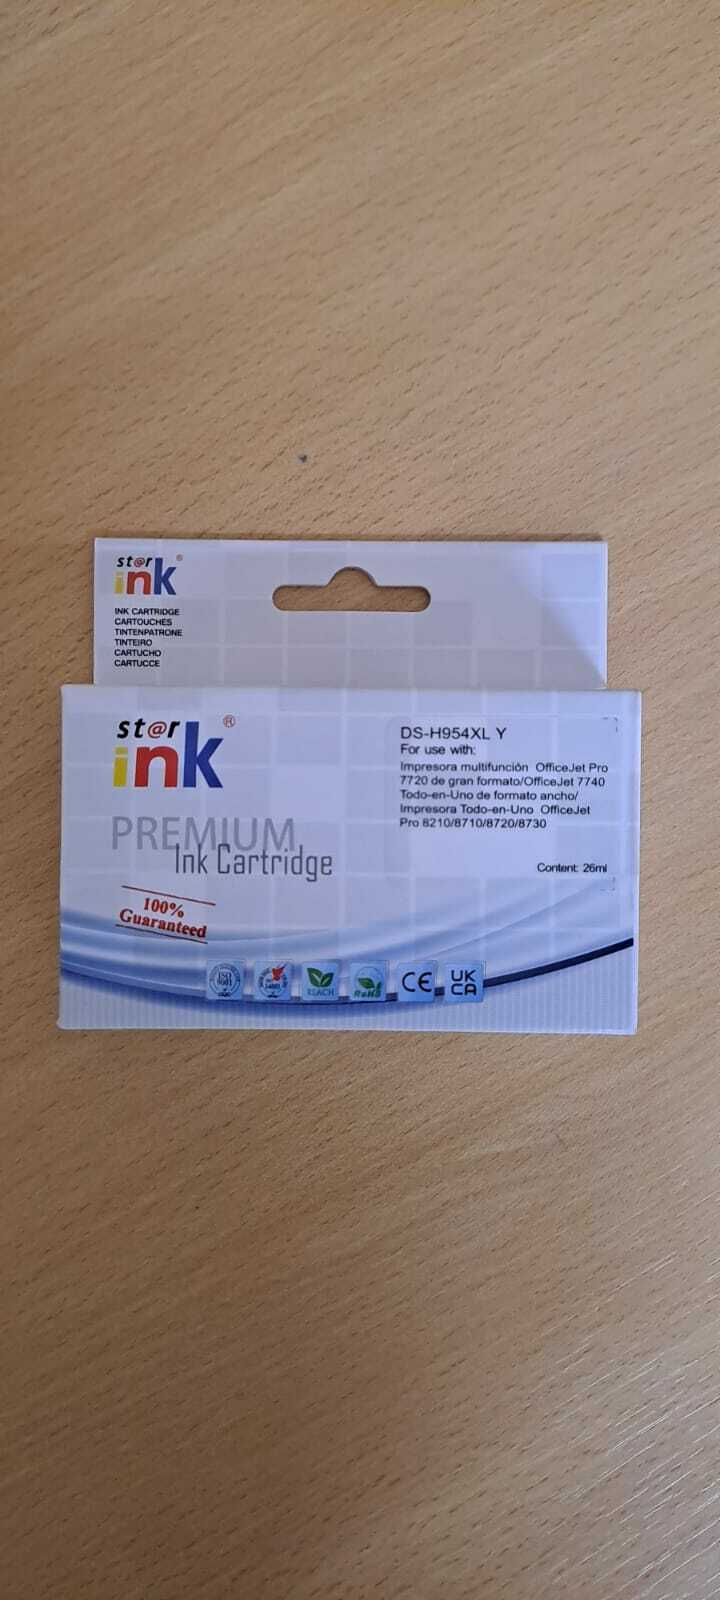 st@r ®
ink
INK CARTRIDGE
CARTOUCHES
TINTENPATRONE
TINTEIRO
CARTUCHO
CARTUCCE
st@r ®
ink
PREMIUM
Ink Cartridge
100%
Guaranteed
DS-H954XL Y
For use with:
Impresora multifunción OfficeJet Pro
7720 de gran formato/OfficeJet 7740
Todo-en-Uno de formato ancho/
Impresora Todo-en-Uno OfficeJet
Pro 8210/8710/8720/8730
Content: 26ml
ISO
9001
REACH
RoHS
CE
UK
CA